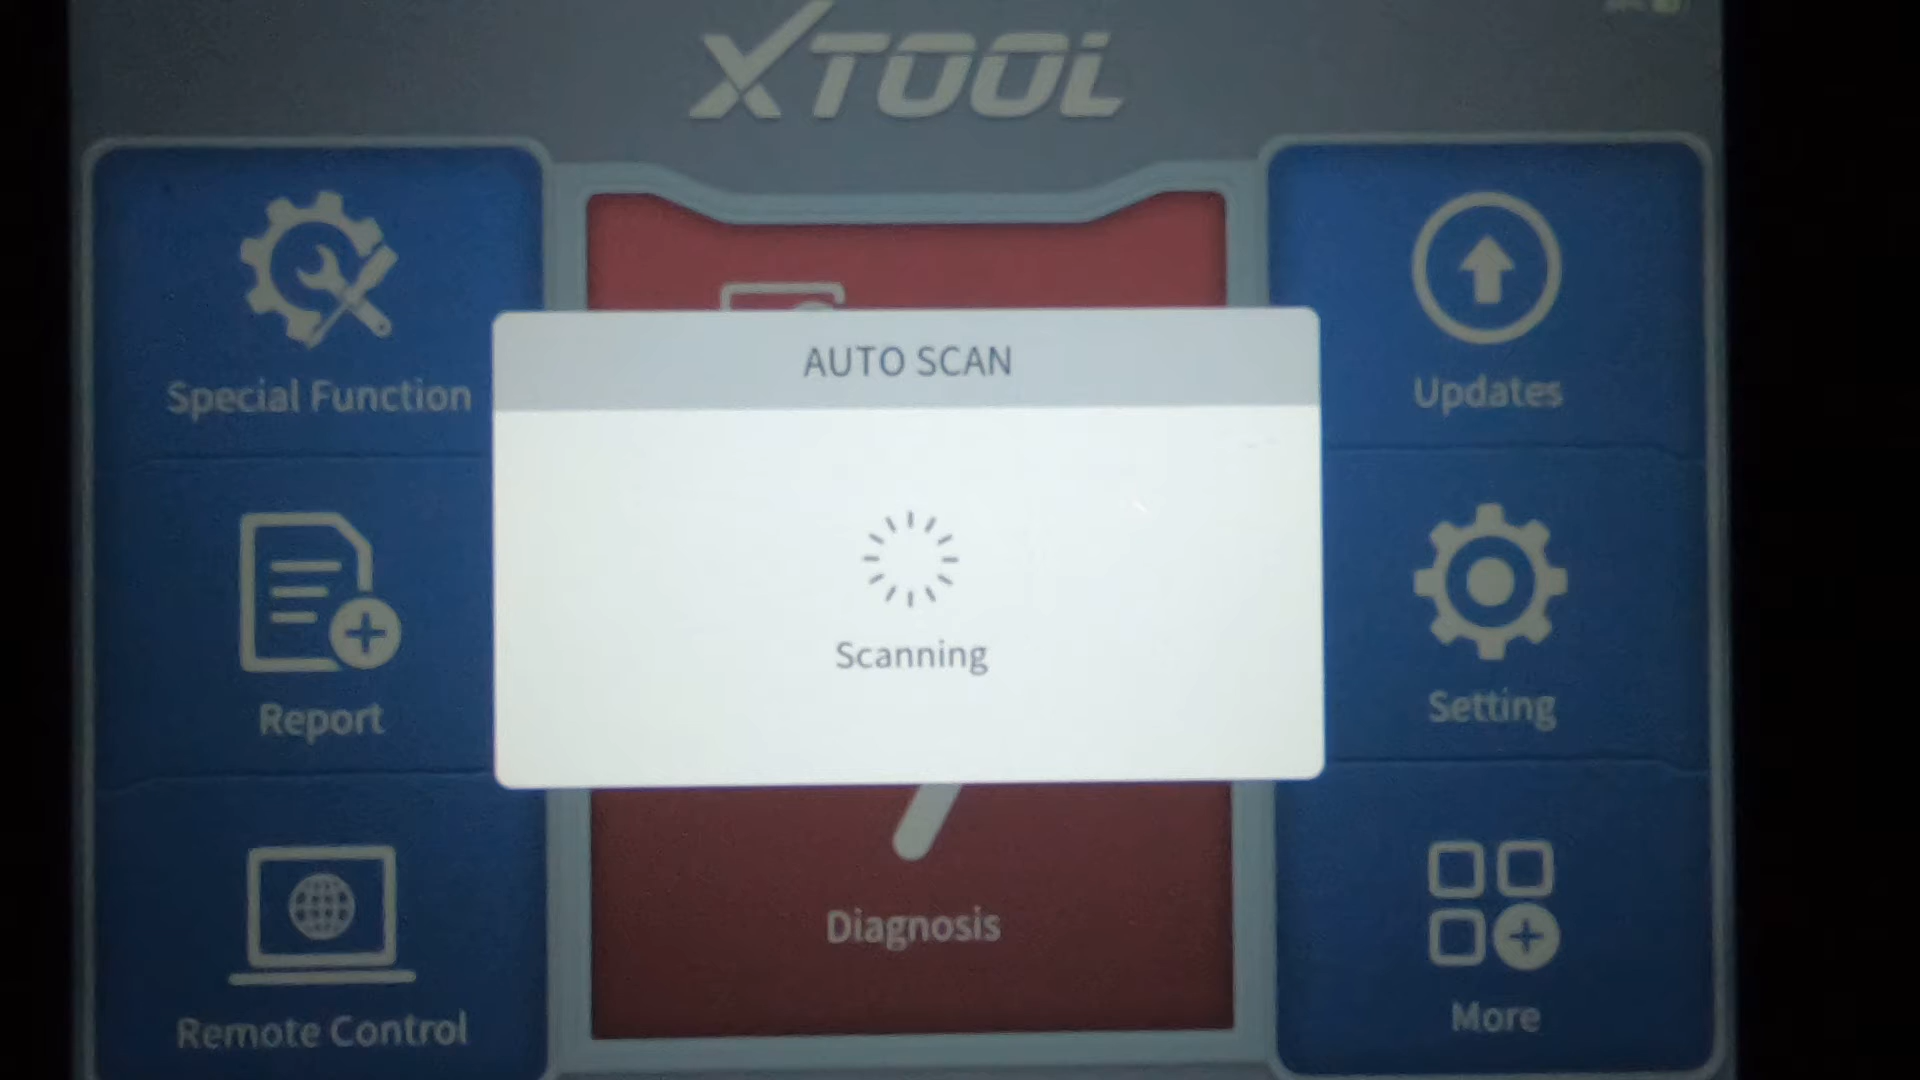 XTOOL
Special Function
Report
Remote Control
AUTO SCAN
Scanning
Diagnosis
Updates
Setting
More